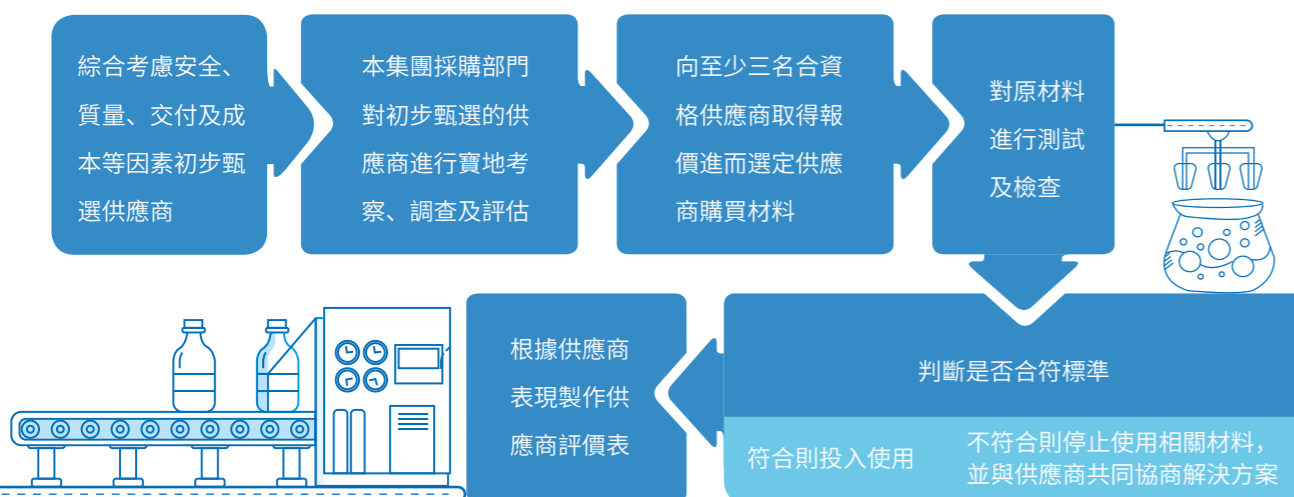 綜合考慮安全、
質量、交付及成
本等因素初步甄
選供應商
本集團採購部門
對初步甄選的供
應商進行寶地考
察、調查及評估
向至少三名合資
格供應商取得報
價進而選定供應
商購買材料
對原材料
進行測試
及檢查
判斷是否合符標準
符合則投入使用
不符合則停止使用相關材料，
並與供應商共同協商解決方案
根據供應商
表現製作供
應商評價表